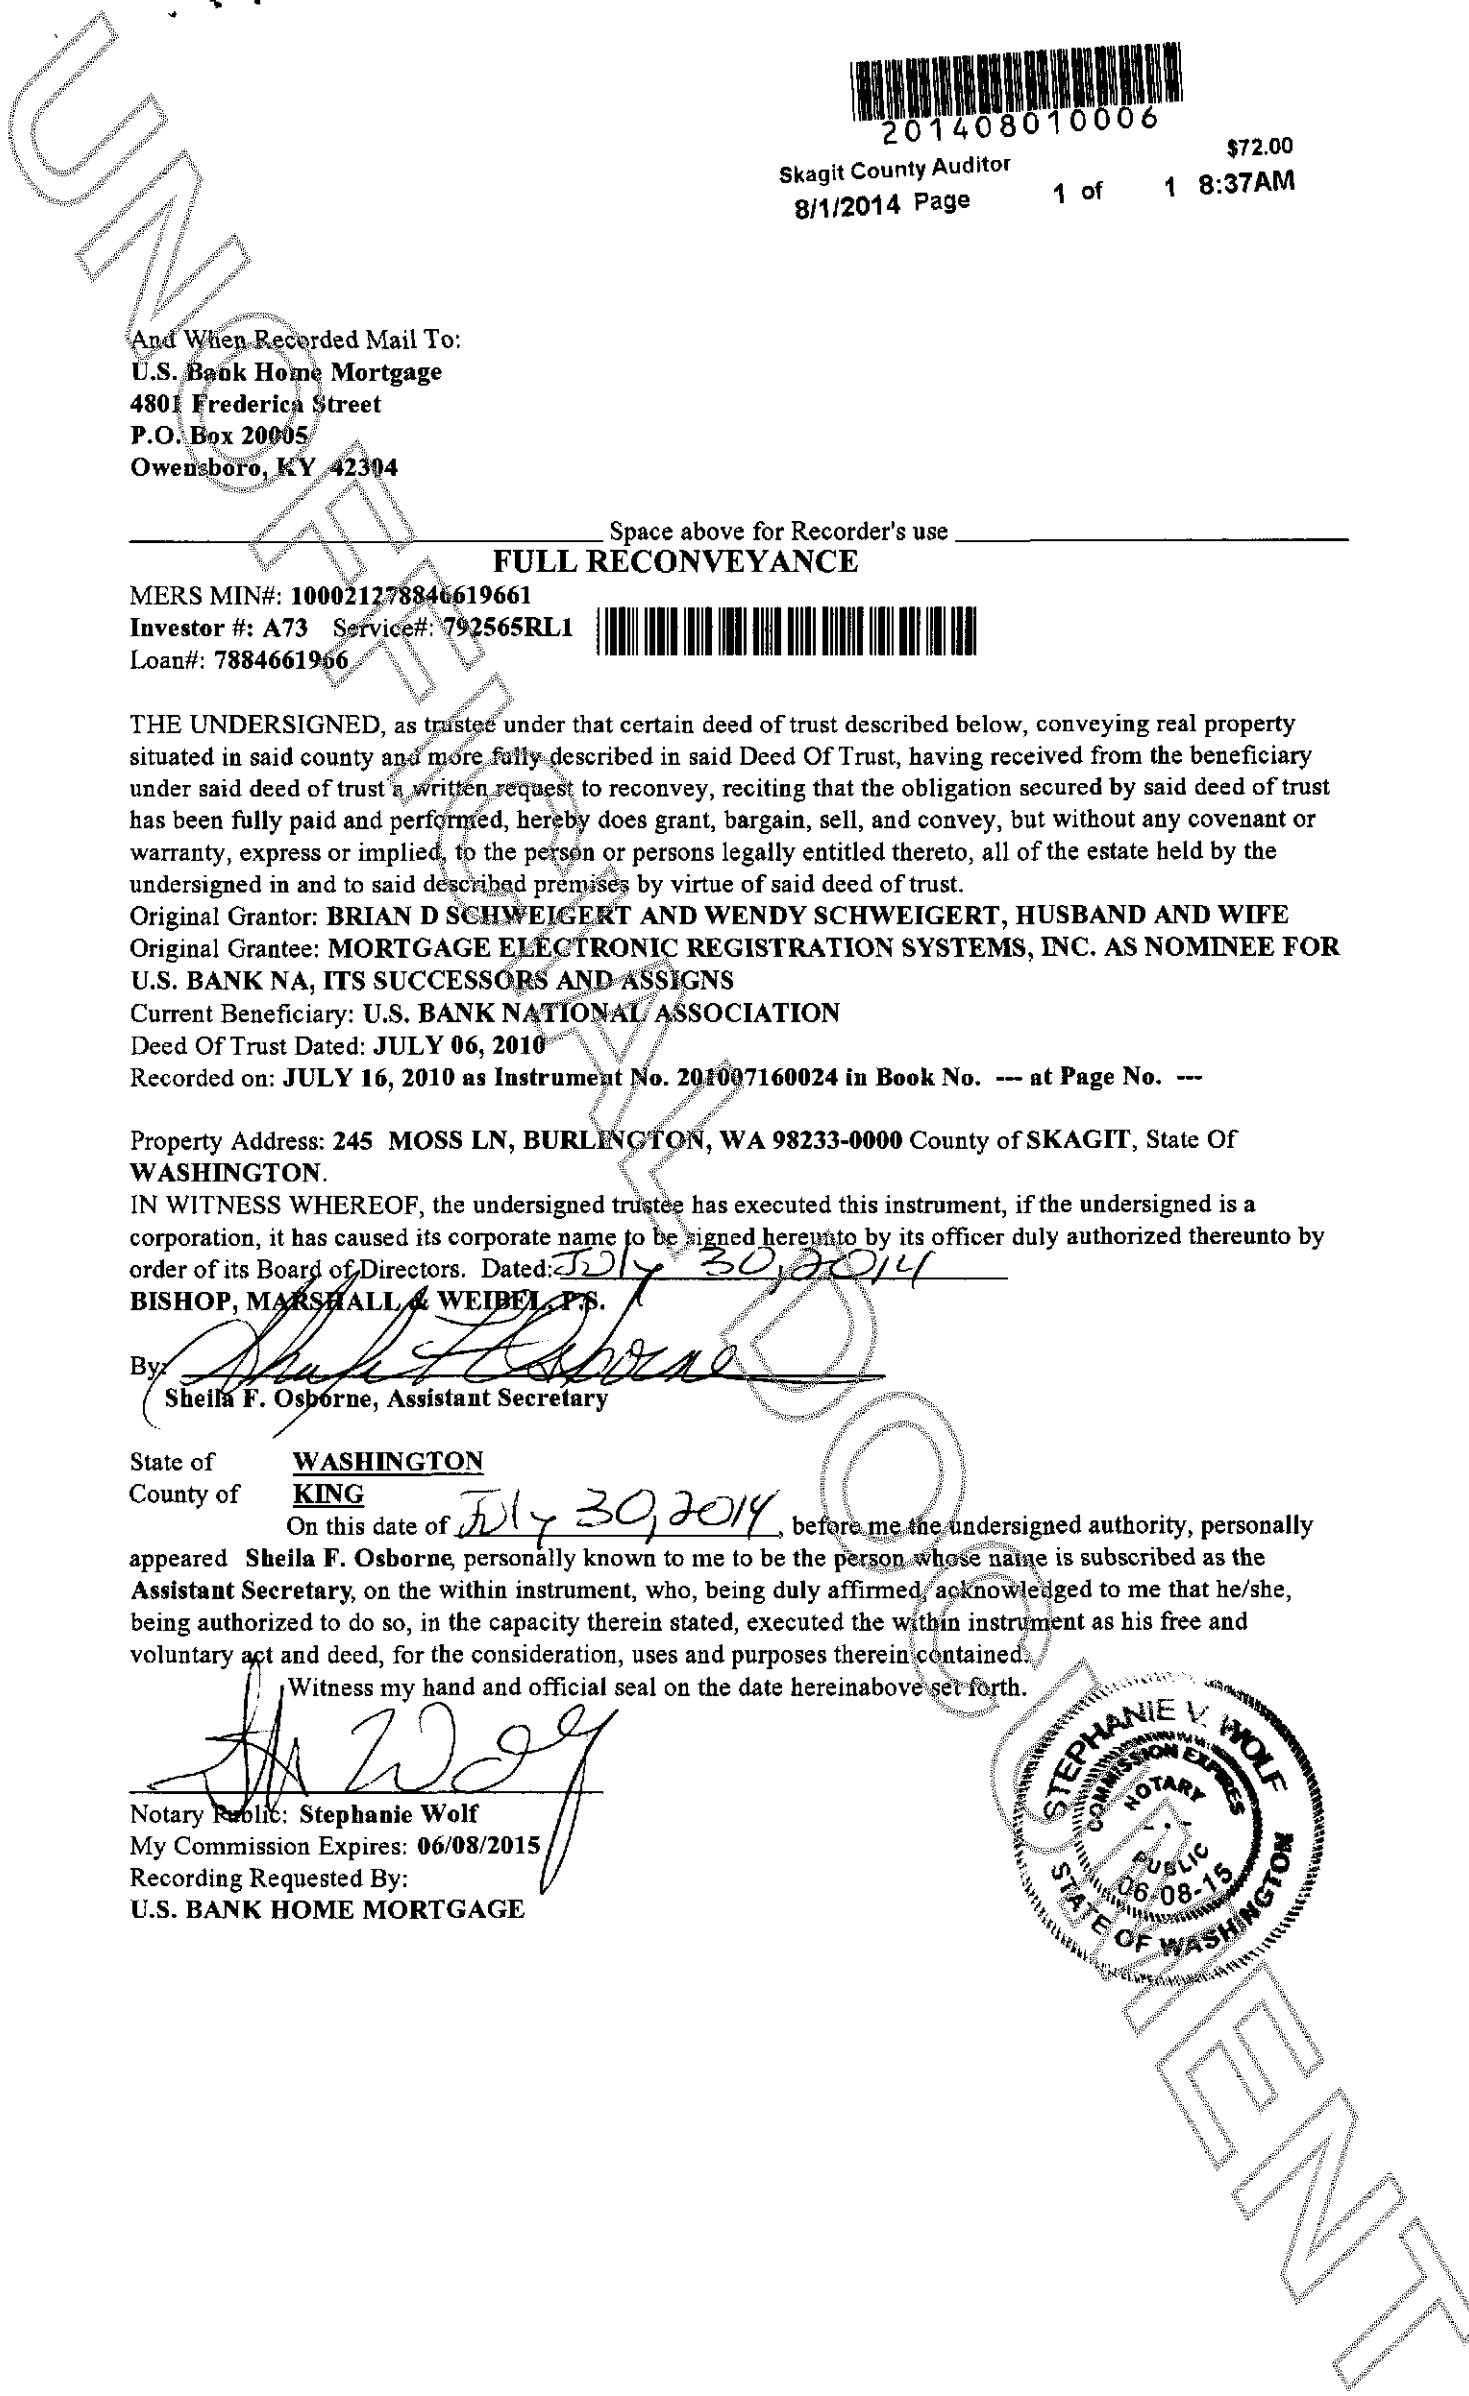 201408010006
$72.00
Skagit County Auditor
8/1/2014 Page 1 of 1 8:37AM
And When Recorded Mail To:
U.S. Bank Home Mortgage
4801 Frederica Street
P.O. Box 20005
Owensboro, KY 42304
Space above for Recorder's use
FULL RECONVEYANCE
MERS MIN#: 100021278846619661
Investor #: A73 Service#: 792565RL1
Loan#: 7884661966
THE UNDERSIGNED, as trustee under that certain deed of trust described below, conveying real property
situated in said county and more fully described in said Deed Of Trust, having received from the beneficiary
under said deed of trust a written request to reconvey, reciting that the obligation secured by said deed of trust
has been fully paid and performed, hereby does grant, bargain, sell, and convey, but without any covenant or
warranty, express or implied, to the person or persons legally entitled thereto, all of the estate held by the
undersigned in and to said described premises by virtue of said deed of trust.
Original Grantor: BRIAN D SCHWEIGERT AND WENDY SCHWEIGERT, HUSBAND AND WIFE
Original Grantee: MORTGAGE ELECTRONIC REGISTRATION SYSTEMS, INC. AS NOMINEE FOR
U.S. BANK NA, ITS SUCCESSORS AND ASSIGNS
Current Beneficiary: U.S. BANK NATIONAL ASSOCIATION
Deed Of Trust Dated: JULY 06, 2010
Recorded on: JULY 16, 2010 as Instrument No. 201007160024 in Book No. --- at Page No. ---
Property Address: 245 MOSS LN, BURLINGTON, WA 98233-0000 County of SKAGIT, State Of
WASHINGTON.
IN WITNESS WHEREOF, the undersigned trustee has executed this instrument, if the undersigned is a
corporation, it has caused its corporate name to be signed hereunto by its officer duly authorized thereunto by
order of its Board of Directors. Dated: July 30, 2014
BISHOP, MARSHALL & WEIBEL, P.S.
By: Sheila F Osborne
Sheila F. Osborne, Assistant Secretary
State of WASHINGTON
County of KING
On this date of July 30, 2014, before me the undersigned authority, personally
appeared Sheila F. Osborne, personally known to me to be the person whose name is subscribed as the
Assistant Secretary, on the within instrument, who, being duly affirmed, acknowledged to me that he/she,
being authorized to do so, in the capacity therein stated, executed the within instrument as his free and
voluntary act and deed, for the consideration, uses and purposes therein contained.
Witness my hand and official seal on the date hereinabove set forth.
Notary Public: Stephanie Wolf
My Commission Expires: 06/08/2015
Recording Requested By:
U.S. BANK HOME MORTGAGE
STEPHANIE V. WOLF
COMMISSION EXPIRES
NOTARY
PUBLIC
06-08-15
STATE OF WASHINGTON
UNOFFICIAL DOCUMENT